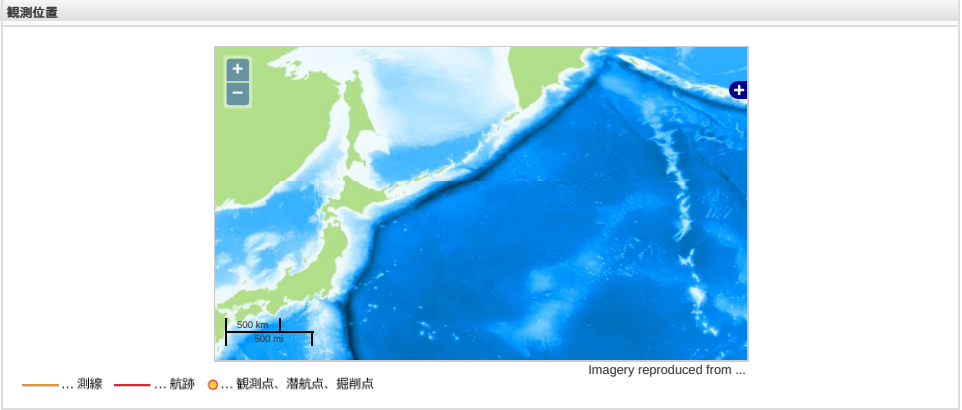 観測位置
+
−
+
500 km
500 mi
Imagery reproduced from ...
... 測線 ... 航跡 ... 観測点、潜航点、掘削点